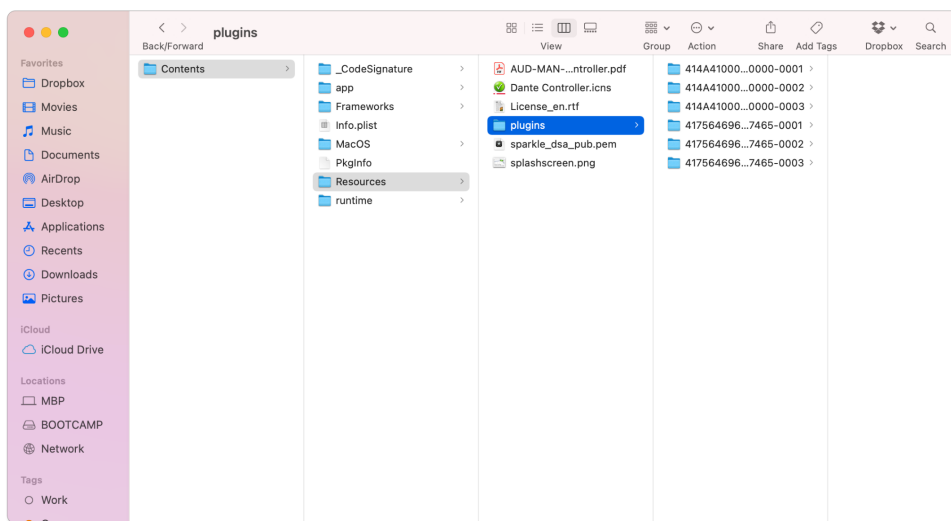 plugins
Back/Forward
View
Group
Action
Share
Add Tags
Dropbox
Search
Favorites
Dropbox
Movies
Music
Documents
AirDrop
Desktop
Applications
Recents
Downloads
Pictures
iCloud
iCloud Drive
Locations
MBP
BOOTCAMP
Network
Tags
Work
Contents
_CodeSignature
app
Frameworks
Info.plist
MacOS
PkgInfo
Resources
runtime
AUD-MAN-...ntroller.pdf
Dante Controller.icns
License_en.rtf
plugins
sparkle_dsa_pub.pem
splashscreen.png
414A41000...0000-0001
414A41000...0000-0002
414A41000...0000-0003
417564696...7465-0001
417564696...7465-0002
417564696...7465-0003